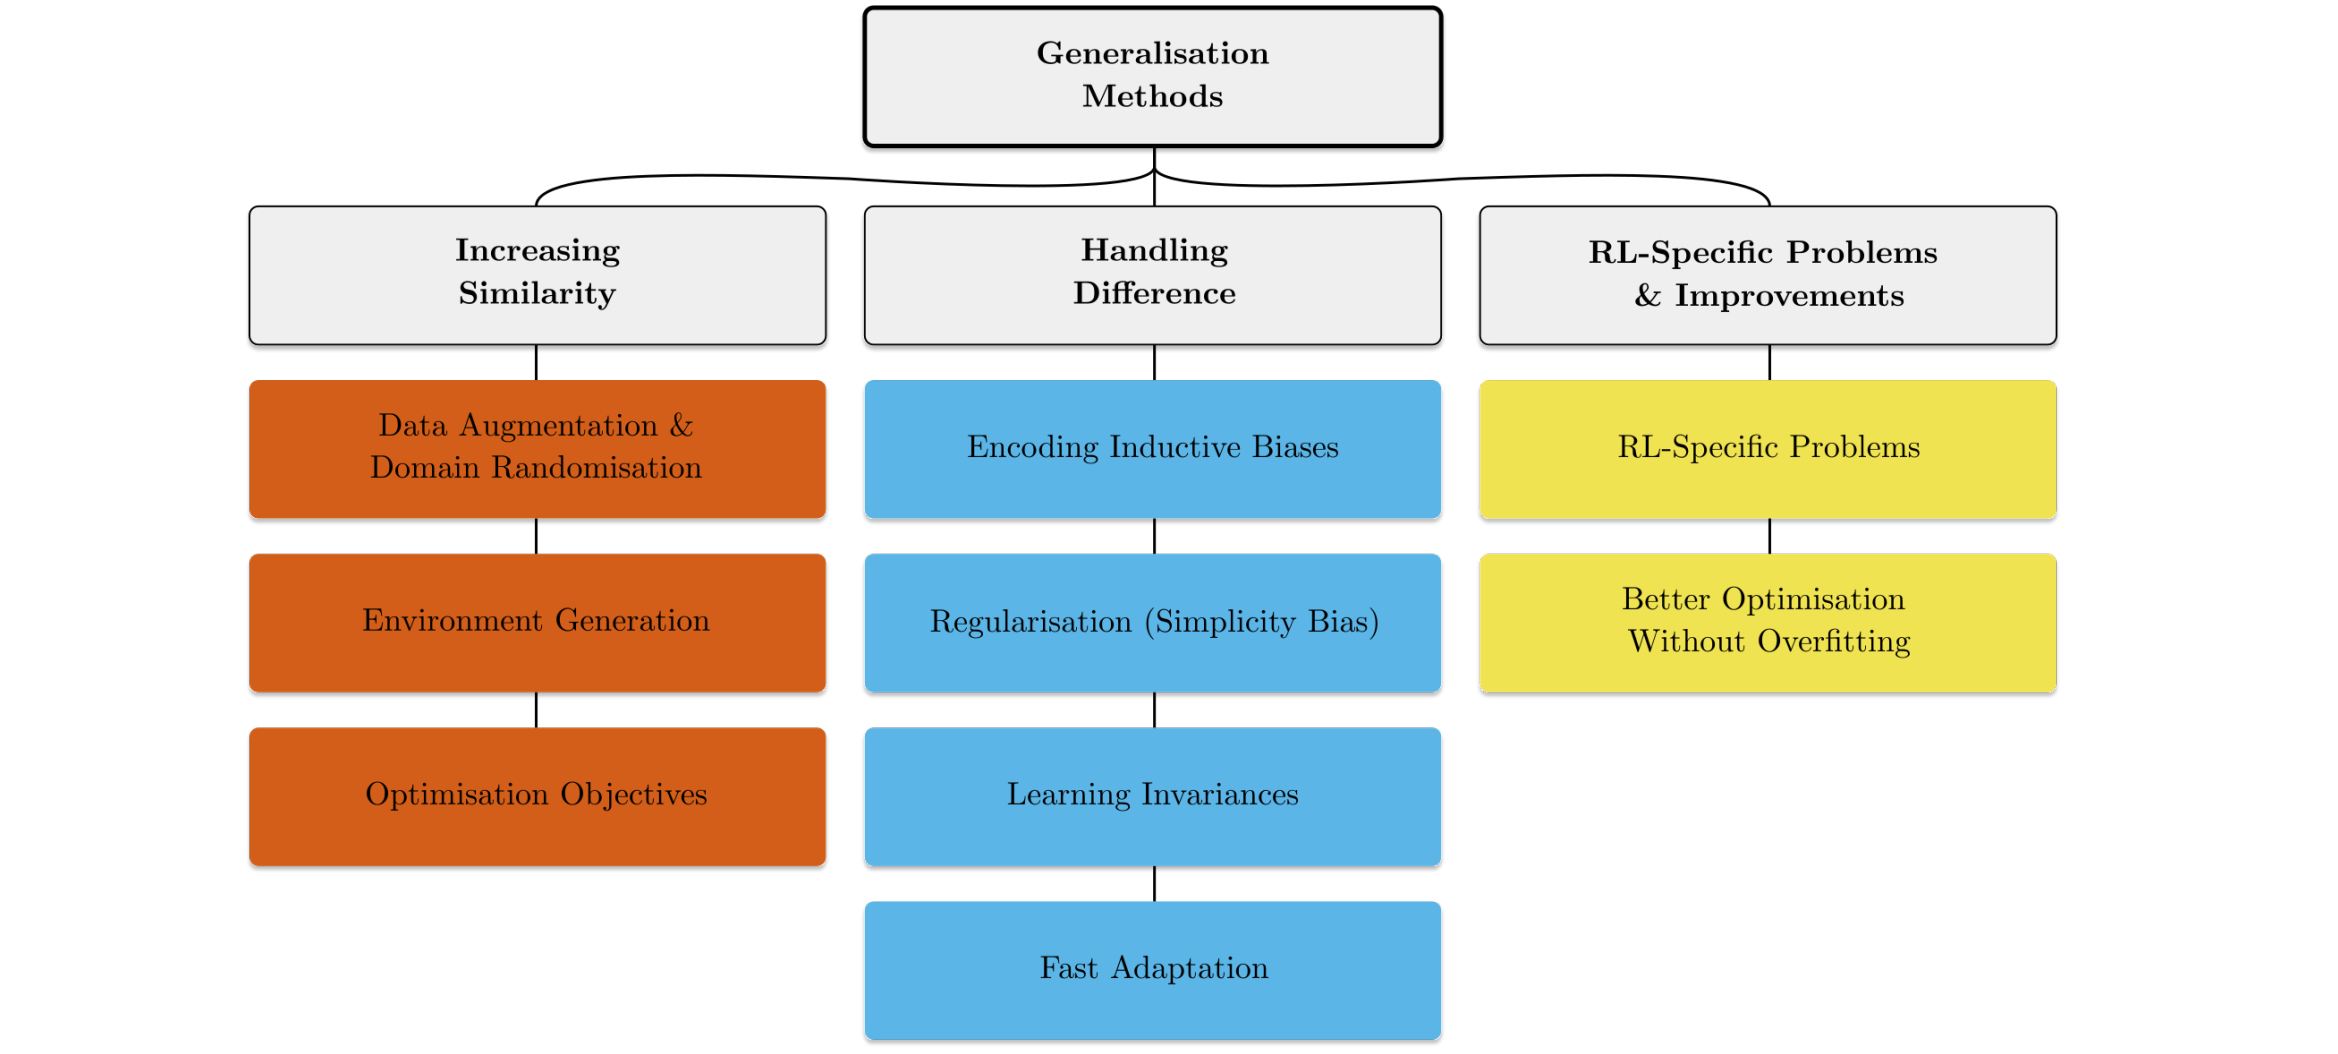 Generalisation
Methods
Increasing
Similarity
Handling
Difference
RL-Specific Problems
& Improvements
Data Augmentation &
Domain Randomisation
Encoding Inductive Biases
RL-Specific Problems
Environment Generation
Regularisation (Simplicity Bias)
Better Optimisation
Without Overfitting
Optimisation Objectives
Learning Invariances
Fast Adaptation